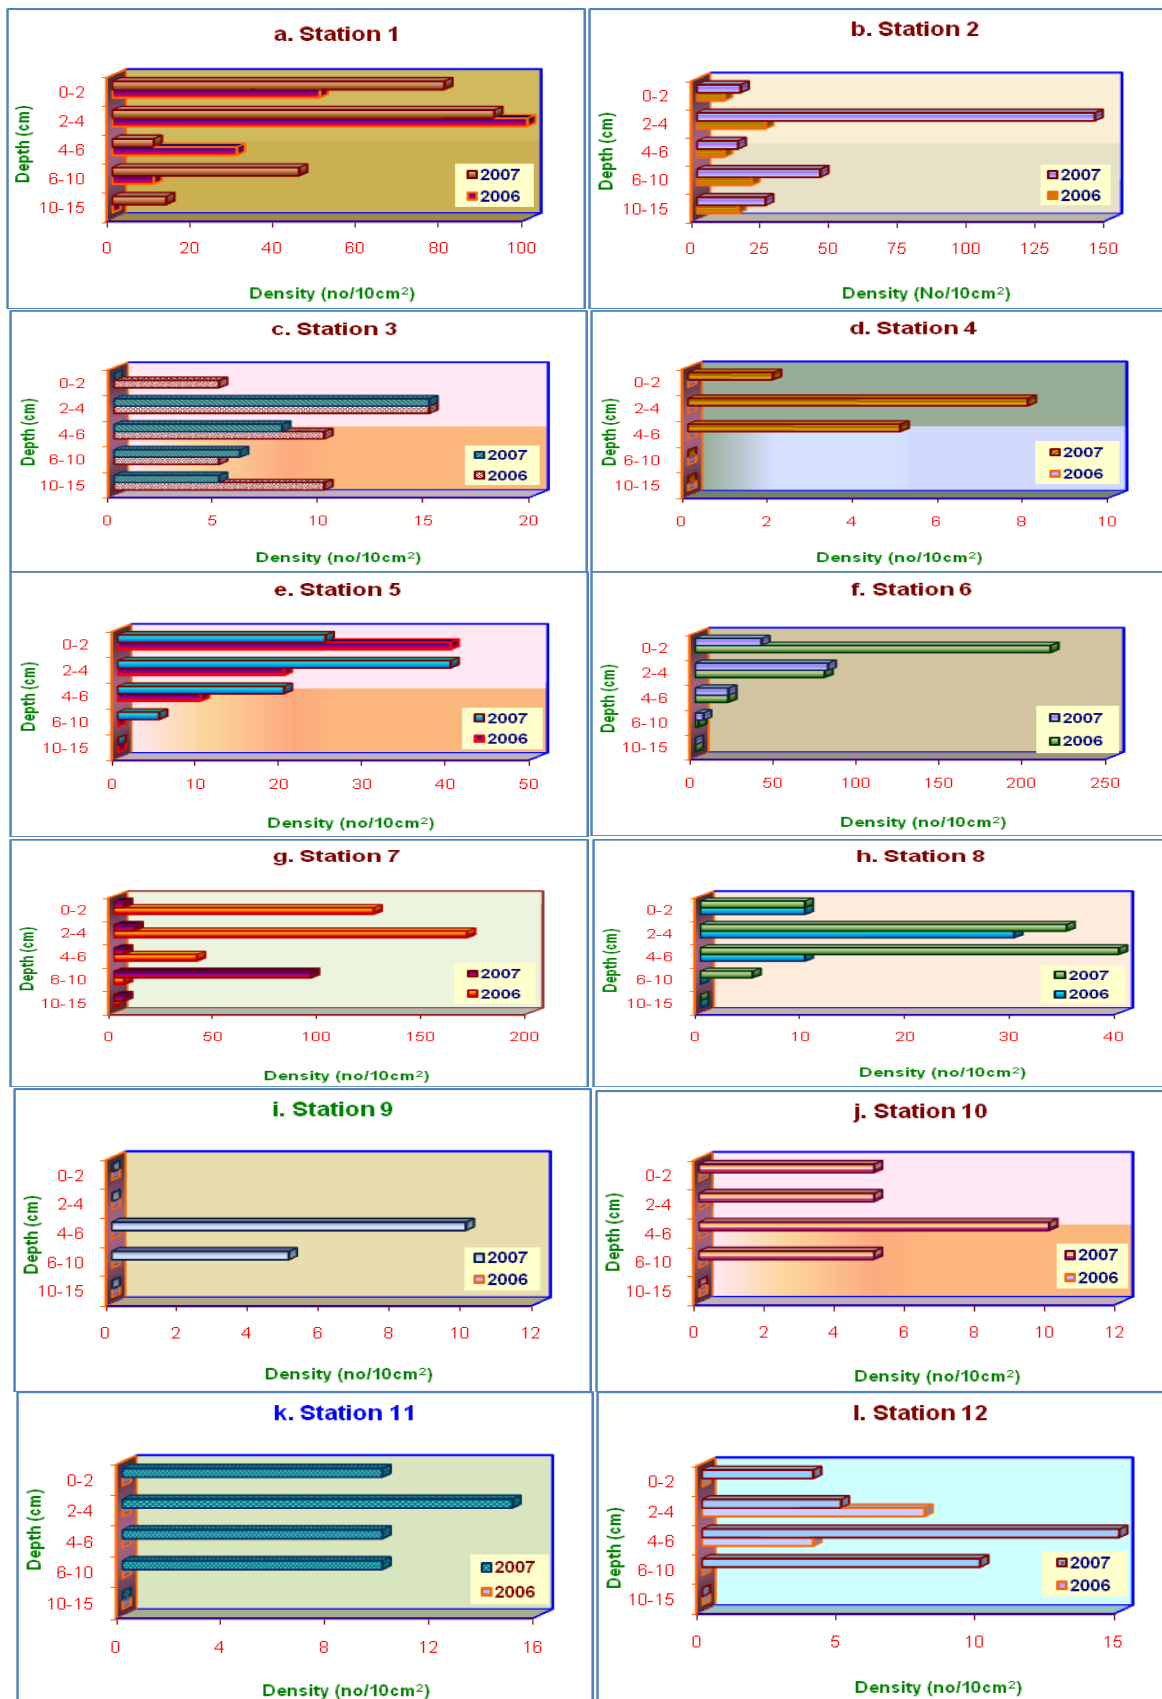 a. Station 1
Depth (cm)
0-2
2-4
4-6
6-10
10-15
2007
2006
0 20 40 60 80 100
Density (no/10cm²)
b. Station 2
Depth (cm)
0-2
2-4
4-6
6-10
10-15
2007
2006
0 25 50 75 100 125 150
Density (No/10cm²)
c. Station 3
Depth (cm)
0-2
2-4
4-6
6-10
10-15
2007
2006
0 5 10 15 20
Density (no/10cm²)
d. Station 4
Depth (cm)
0-2
2-4
4-6
6-10
10-15
2007
2006
0 2 4 6 8 10
Density (no/10cm²)
e. Station 5
Depth (cm)
0-2
2-4
4-6
6-10
10-15
2007
2006
0 10 20 30 40 50
Density (no/10cm²)
f. Station 6
Depth (cm)
0-2
2-4
4-6
6-10
10-15
2007
2006
0 50 100 150 200 250
Density (no/10cm²)
g. Station 7
Depth (cm)
0-2
2-4
4-6
6-10
10-15
2007
2006
0 50 100 150 200
Density (no/10cm²)
h. Station 8
Depth (cm)
0-2
2-4
4-6
6-10
10-15
2007
2006
0 10 20 30 40
Density (no/10cm²)
i. Station 9
Depth (cm)
0-2
2-4
4-6
6-10
10-15
2007
2006
0 2 4 6 8 10 12
Density (no/10cm²)
j. Station 10
Depth (cm)
0-2
2-4
4-6
6-10
10-15
2007
2006
0 2 4 6 8 10 12
Density (no/10cm²)
k. Station 11
Depth (cm)
0-2
2-4
4-6
6-10
10-15
2007
2006
0 4 8 12 16
Density (no/10cm²)
l. Station 12
Depth (cm)
0-2
2-4
4-6
6-10
10-15
2007
2006
0 5 10 15
Density (no/10cm²)